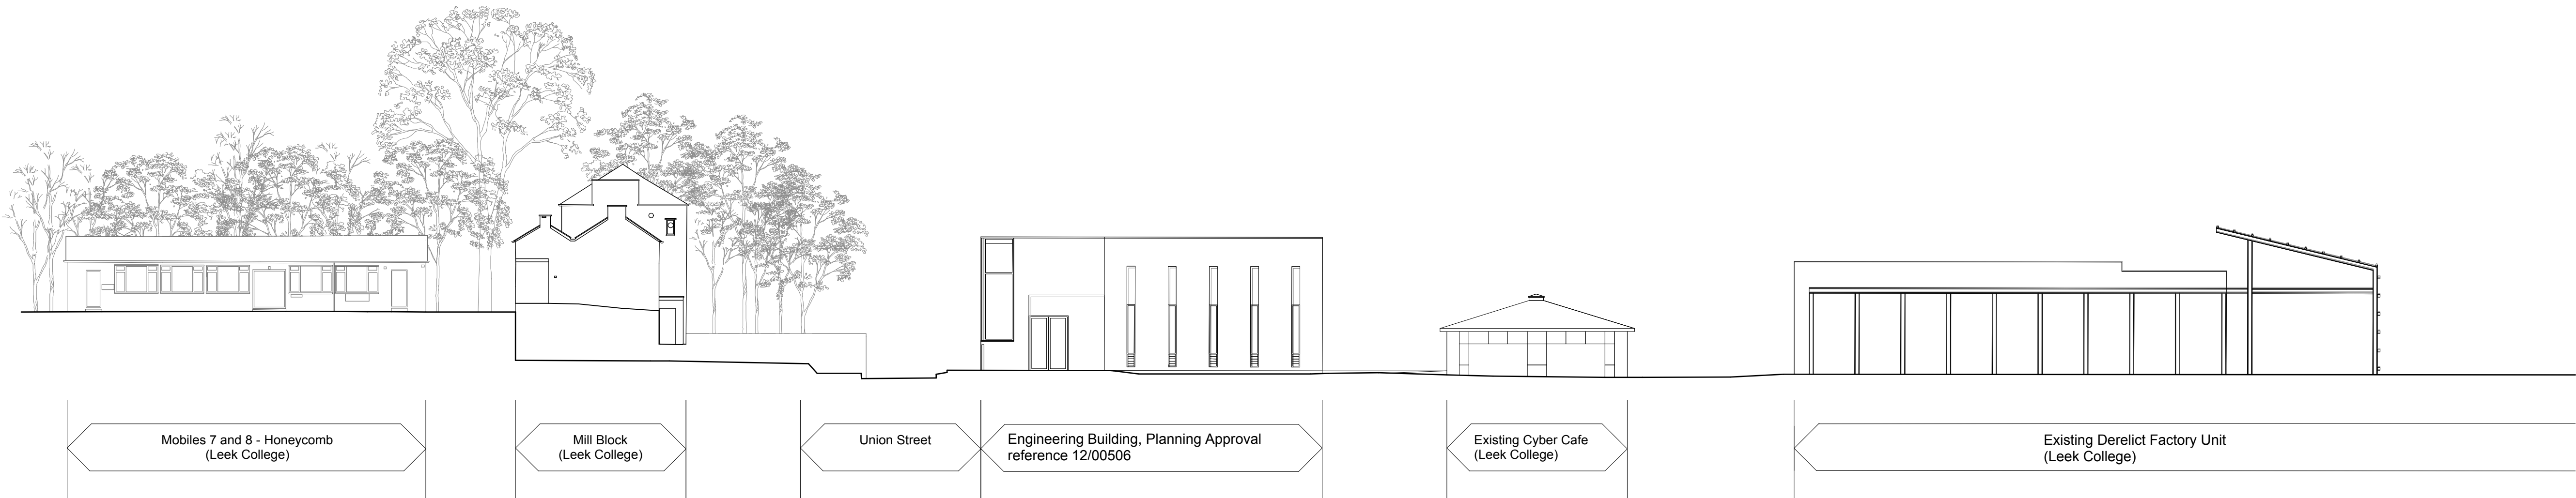 Mobiles 7 and 8 - Honeycomb
(Leek College)
Mill Block
(Leek College)
Union Street
Engineering Building, Planning Approval
reference 12/00506
Existing Cyber Cafe
(Leek College)
Existing Derelict Factory Unit
(Leek College)